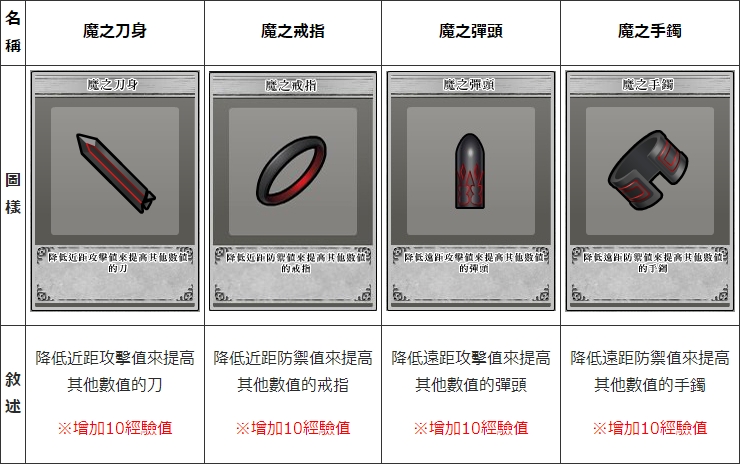 名稱
魔之刀身
魔之戒指
魔之彈頭
魔之手鐲
圖樣
魔之刀身
降低近距攻擊值來提高其他數值
的刀
魔之戒指
降低近距防禦值來提高其他數值
的戒指
魔之彈頭
降低遠距攻擊值來提高其他數值
的彈頭
魔之手鐲
降低遠距防禦值來提高其他數值
的手鐲
敘述
降低近距攻擊值來提高
其他數值的刀
※增加10經驗值
降低近距防禦值來提高
其他數值的戒指
※增加10經驗值
降低遠距攻擊值來提高
其他數值的彈頭
※增加10經驗值
降低遠距防禦值來提高
其他數值的手鐲
※增加10經驗值